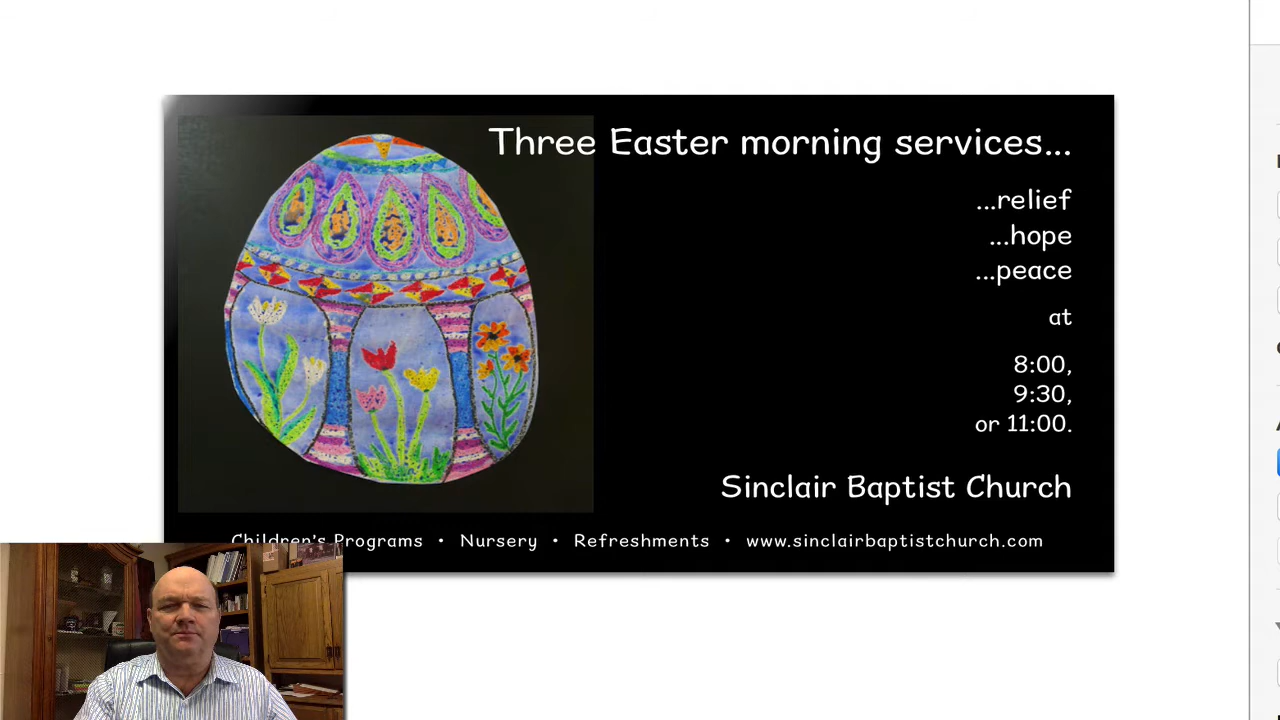 Three Easter morning services...
...relief
...hope
...peace
at
8:00,
9:30,
or 11:00.
Sinclair Baptist Church
Children's Programs • Nursery • Refreshments • www.sinclairbaptistchurch.com